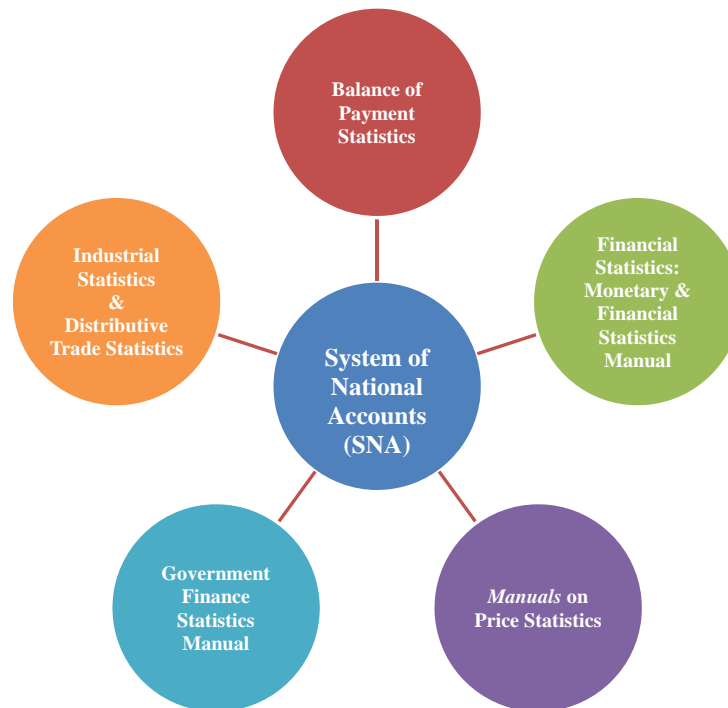 Balance of
Payment
Statistics
Industrial
Statistics
&
Distributive
Trade Statistics
Financial
Statistics:
Monetary &
Financial
Statistics
Manual
System of
National
Accounts
(SNA)
Government
Finance
Statistics
Manual
Manuals on
Price Statistics